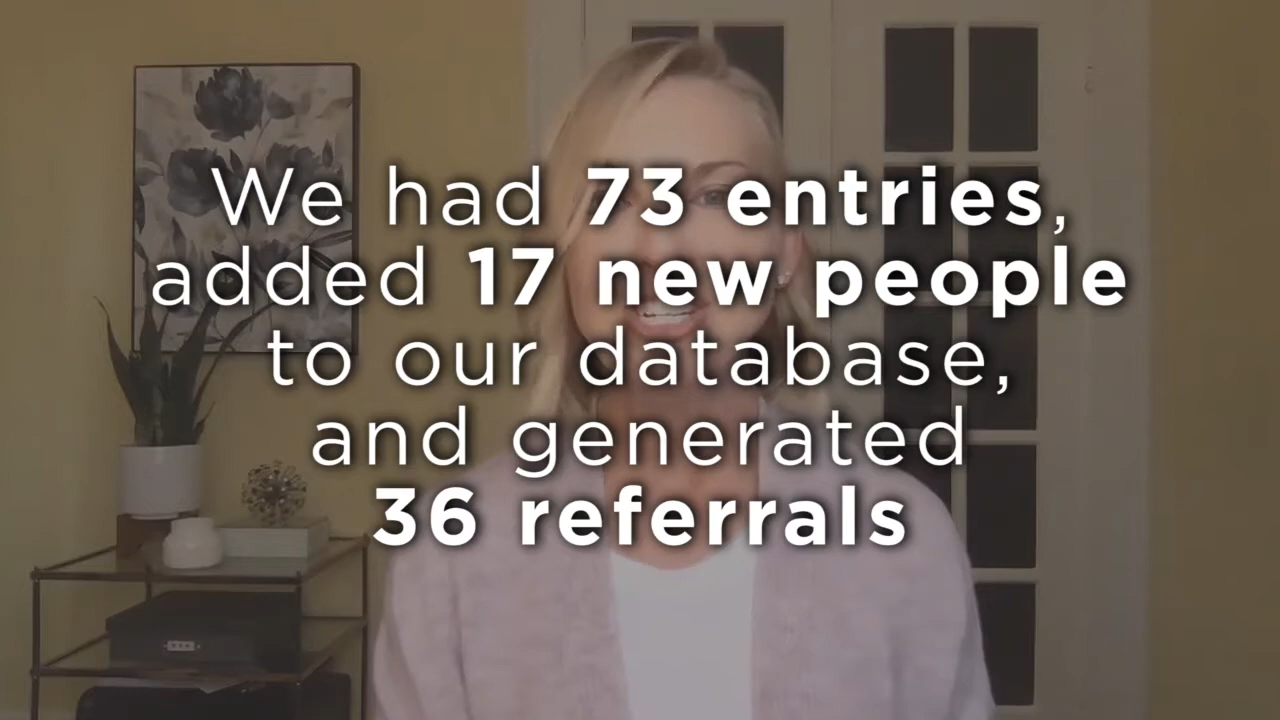 We had 73 entries,
added 17 new people
to our database,
and generated
36 referrals